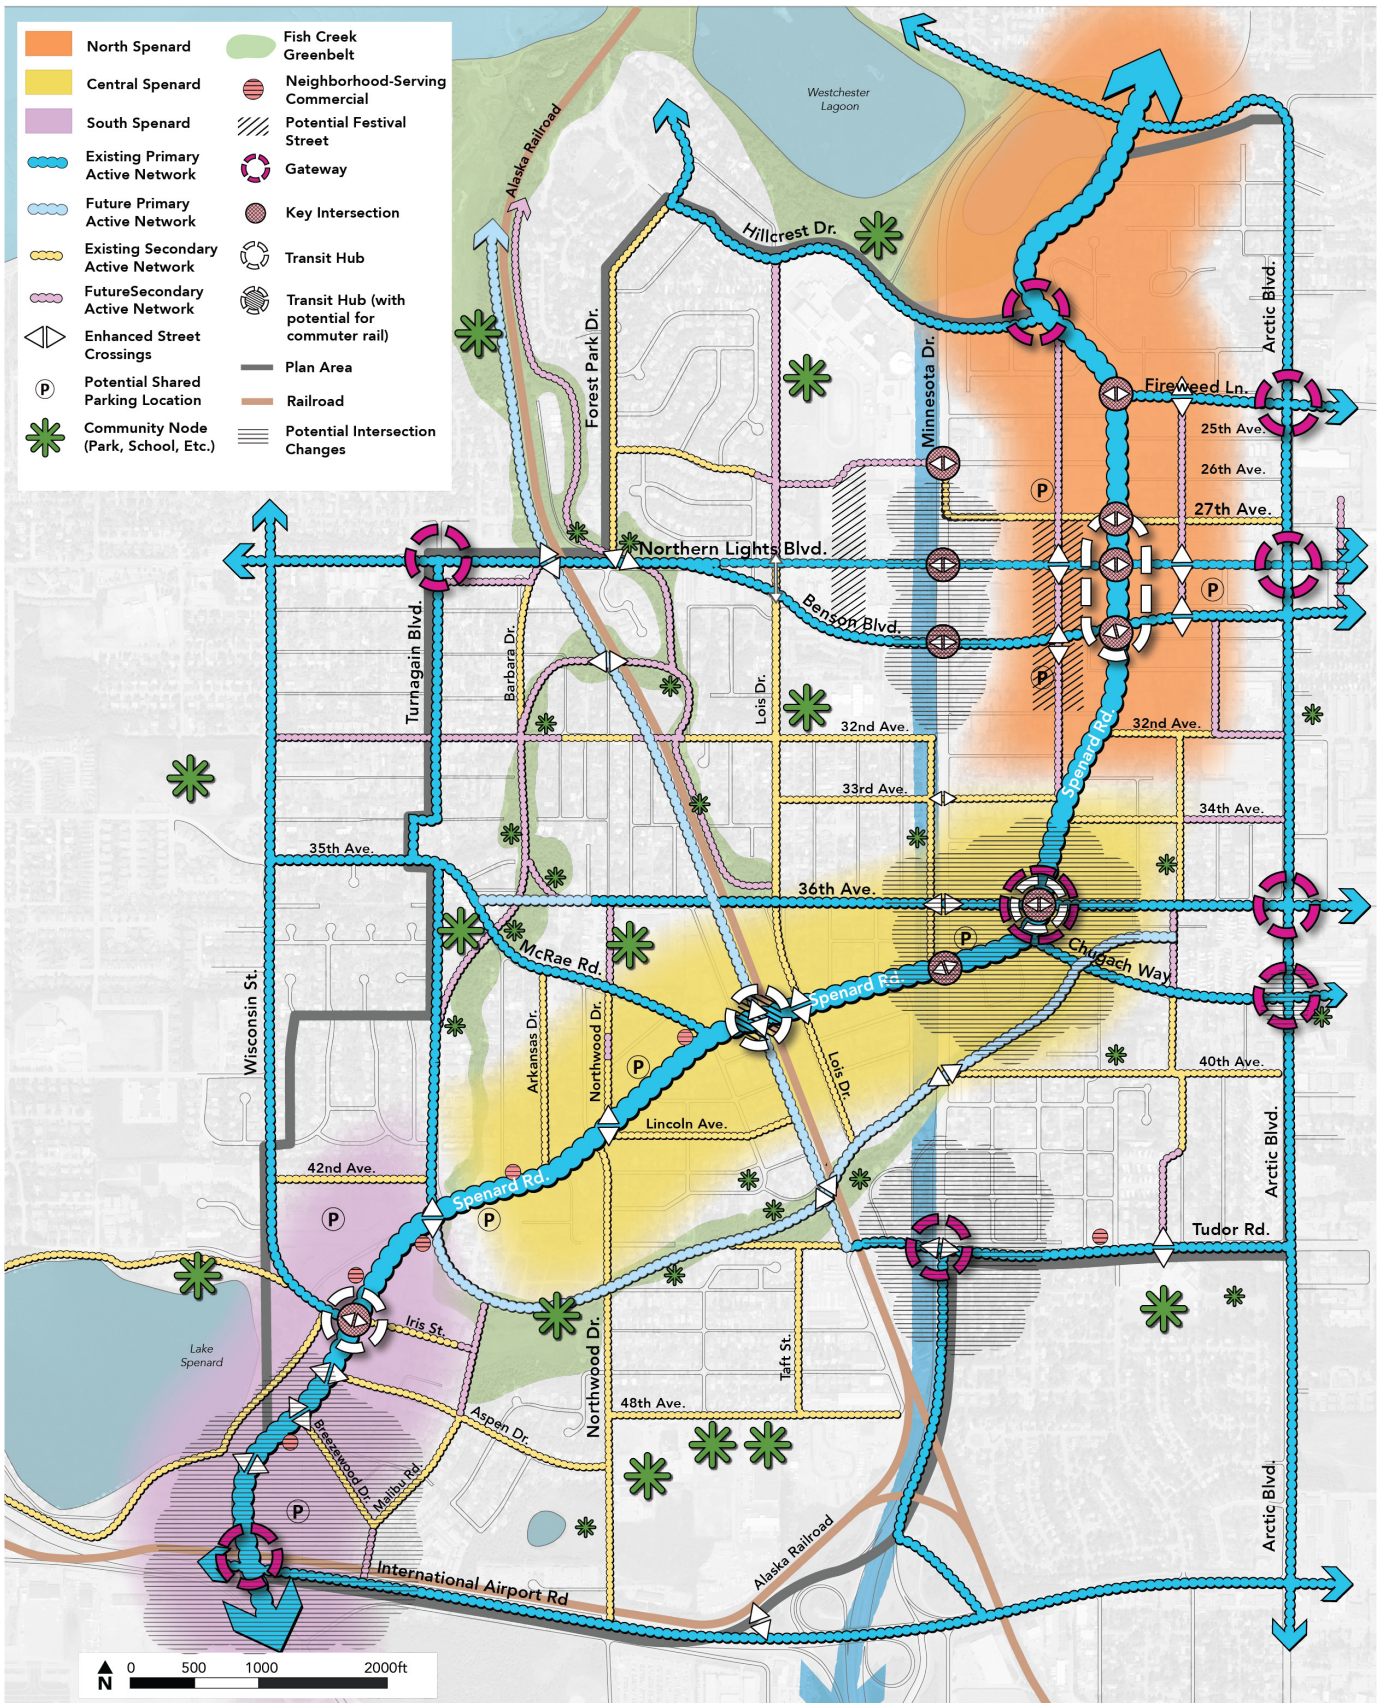 North Spenard
Central Spenard
South Spenard
Existing Primary
Active Network
Future Primary
Active Network
Existing Secondary
Active Network
FutureSecondary
Active Network
Enhanced Street
Crossings
P
Potential Shared
Parking Location
Community Node
(Park, School, Etc.)
Fish Creek
Greenbelt
Neighborhood-Serving
Commercial
Potential Festival
Street
Gateway
Key Intersection
Transit Hub
Transit Hub (with
potential for
commuter rail)
Plan Area
Railroad
Potential Intersection
Changes
Westchester
Lagoon
Alaska Railroad
Hillcrest Dr.
Forest Park Dr.
Minnesota Dr.
Arctic Blvd.
Fireweed Ln.
25th Ave.
26th Ave.
P
27th Ave.
Northern Lights Blvd.
P
Benson Blvd.
Turnagain Blvd.
Barbara Dr.
Lois Dr.
P
32nd Ave.
32nd Ave.
Spenard Rd.
33rd Ave.
34th Ave.
35th Ave.
36th Ave.
McRae Rd.
P
Chugach Way
Spenard Rd.
Wisconsin St.
Arkansas Dr.
Northwood Dr.
P
Lois Dr.
40th Ave.
Lincoln Ave.
Arctic Blvd.
42nd Ave.
Spenard Rd.
P
P
Tudor Rd.
Iris St.
Lake
Spenard
Northwood Dr.
Taft St.
48th Ave.
Aspen Dr.
Breezewood Dr.
Malibu Rd.
P
Arctic Blvd.
Alaska Railroad
International Airport Rd
N
0 500 1000 2000ft